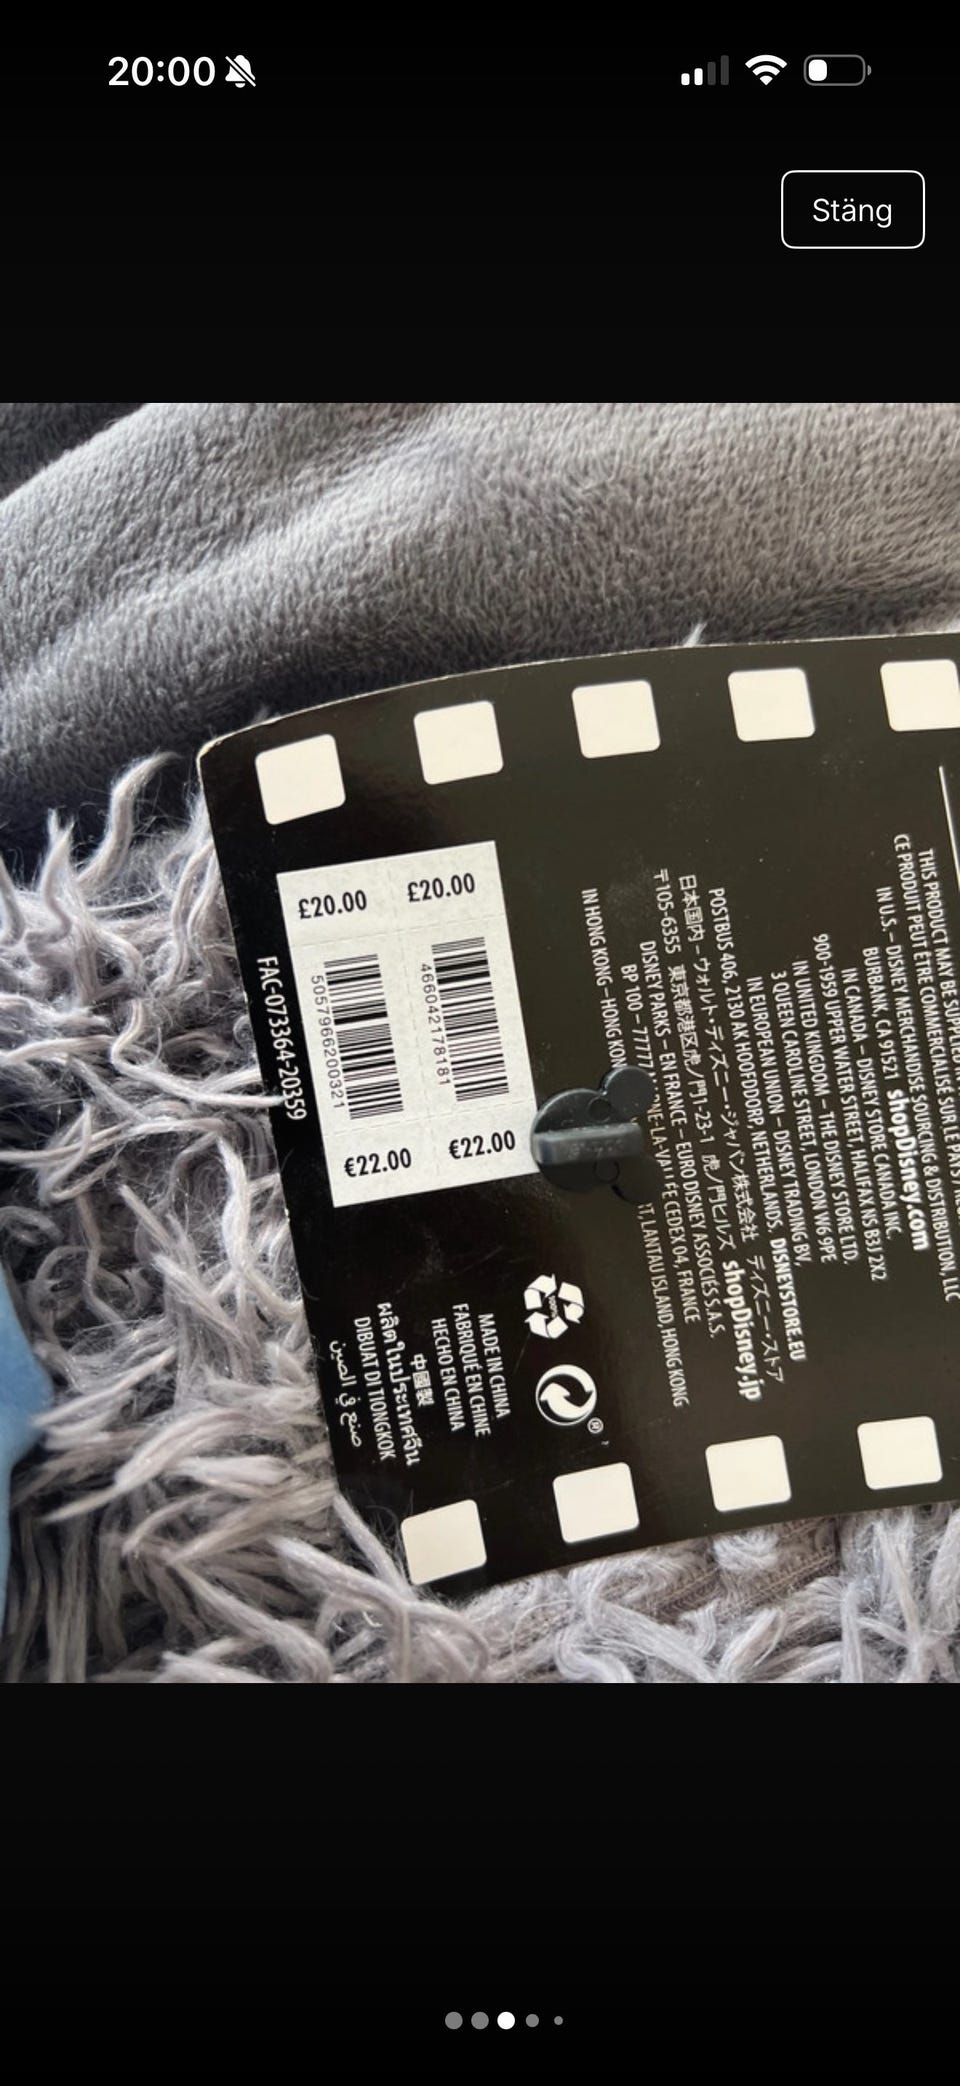 20:00
Stäng
THIS PRODUCT MAY BE SUPPLIED IN
CE PRODUIT PEUT ÊTRE COMMERCIALISÉ SUR LE
IN U.S. – DISNEY MERCHANDISE SOURCING & DISTRIBUTION, LLC
BURBANK, CA 91521 shopDisney.com
IN CANADA – DISNEY STORE CANADA INC.
900-1959 UPPER WATER STREET, HALIFAX NS B3J 2X2
IN UNITED KINGDOM – THE DISNEY STORE LTD.
3 QUEEN CAROLINE STREET, LONDON W6 9PE
IN EUROPEAN UNION – DISNEY TRADING BV,
POSTBUS 406, 2130 AK HOOFDDORP, NETHERLANDS. DISNEYSTORE.EU
日本国内 – ウォルト・ディズニー・ジャパン株式会社 ディズニー・ストア
〒105-6355 東京都港区虎ノ門1-23-1 虎ノ門ヒルズ shopDisney.jp
DISNEY PARKS – EN FRANCE – EURO DISNEY ASSOCIÉS S.A.S.
BP 100 – 77777 CEDEX 04, FRANCE
IN HONG KONG – HONG KONG LANTAU ISLAND, HONG KONG
£20.00
4660421781181
€22.00
£20.00
5057966200321
€22.00
FAC-073364-20359
100%
®
MADE IN CHINA
FABRIQUÉ EN CHINE
HECHO EN CHINA
中國製
ผลิตในประเทศจีน
DIBUAT DI TIONGKOK
صنع في الصين